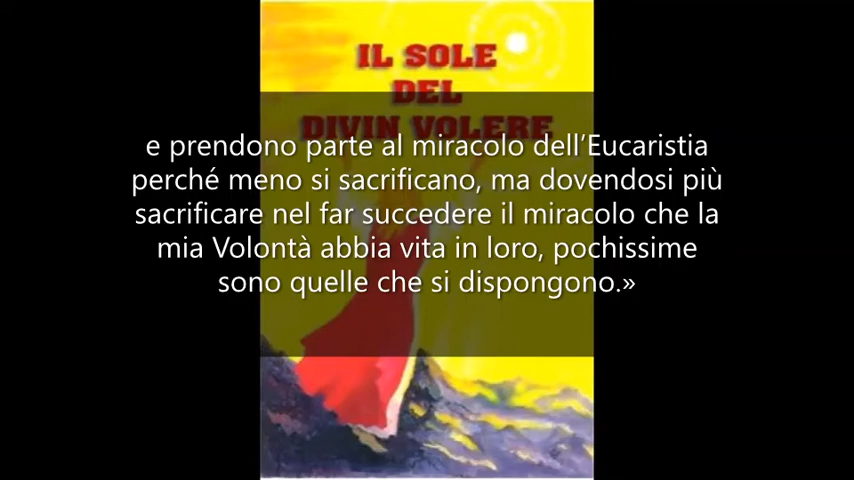 IL SOLE
DEL
DIVIN VOLERE
e prendono parte al miracolo dell’Eucaristia
perché meno si sacrificano, ma dovendosi più
sacrificare nel far succedere il miracolo che la
mia Volontà abbia vita in loro, pochissime
sono quelle che si dispongono.»